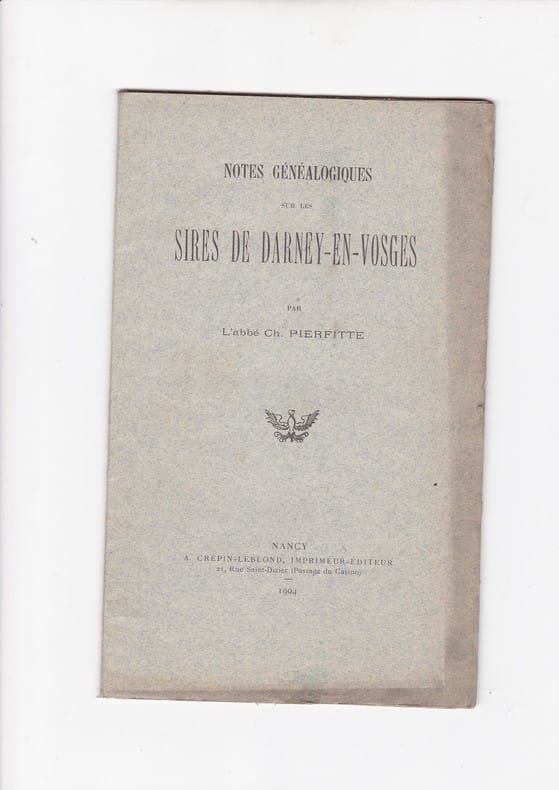 NOTES GÉNÉALOGIQUES
SUR LES
SIRES DE DARNEY-EN-VOSGES
PAR
L'abbé Ch. PIERFITTE
NANCY
A. CRÉPIN-LEBLOND, IMPRIMEUR-EDITEUR
21, Rue Saint-Dizier (Passage du Casino)
1904